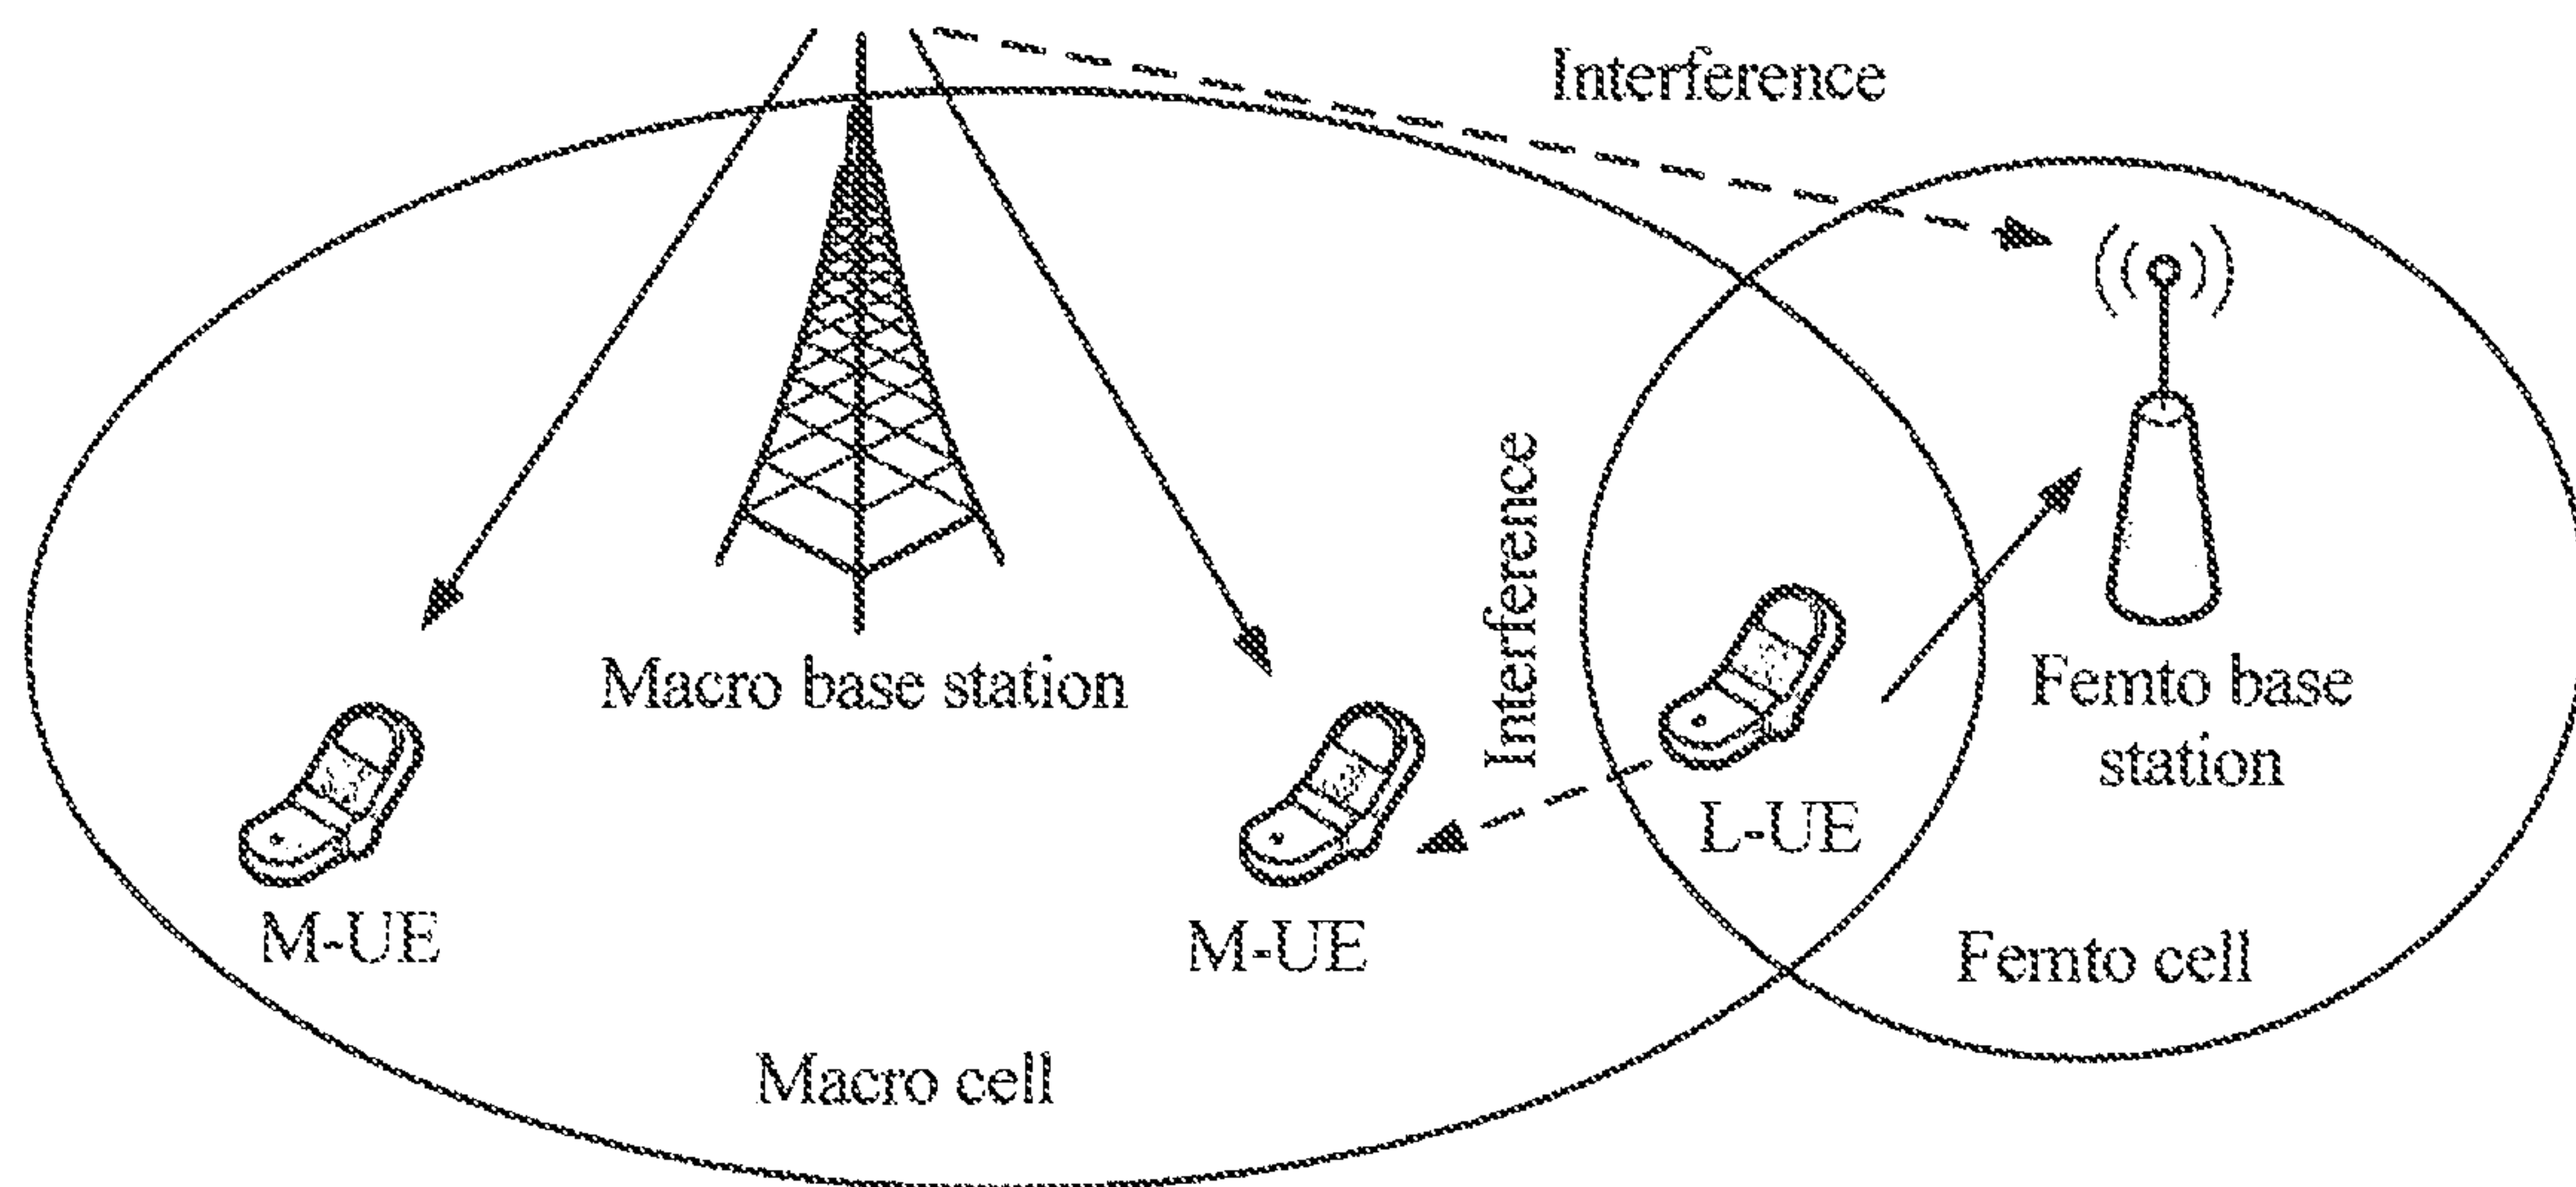 Interference
Interference
Macro base station
Femto base
station
L-UE
M-UE
M-UE
Femto cell
Macro cell